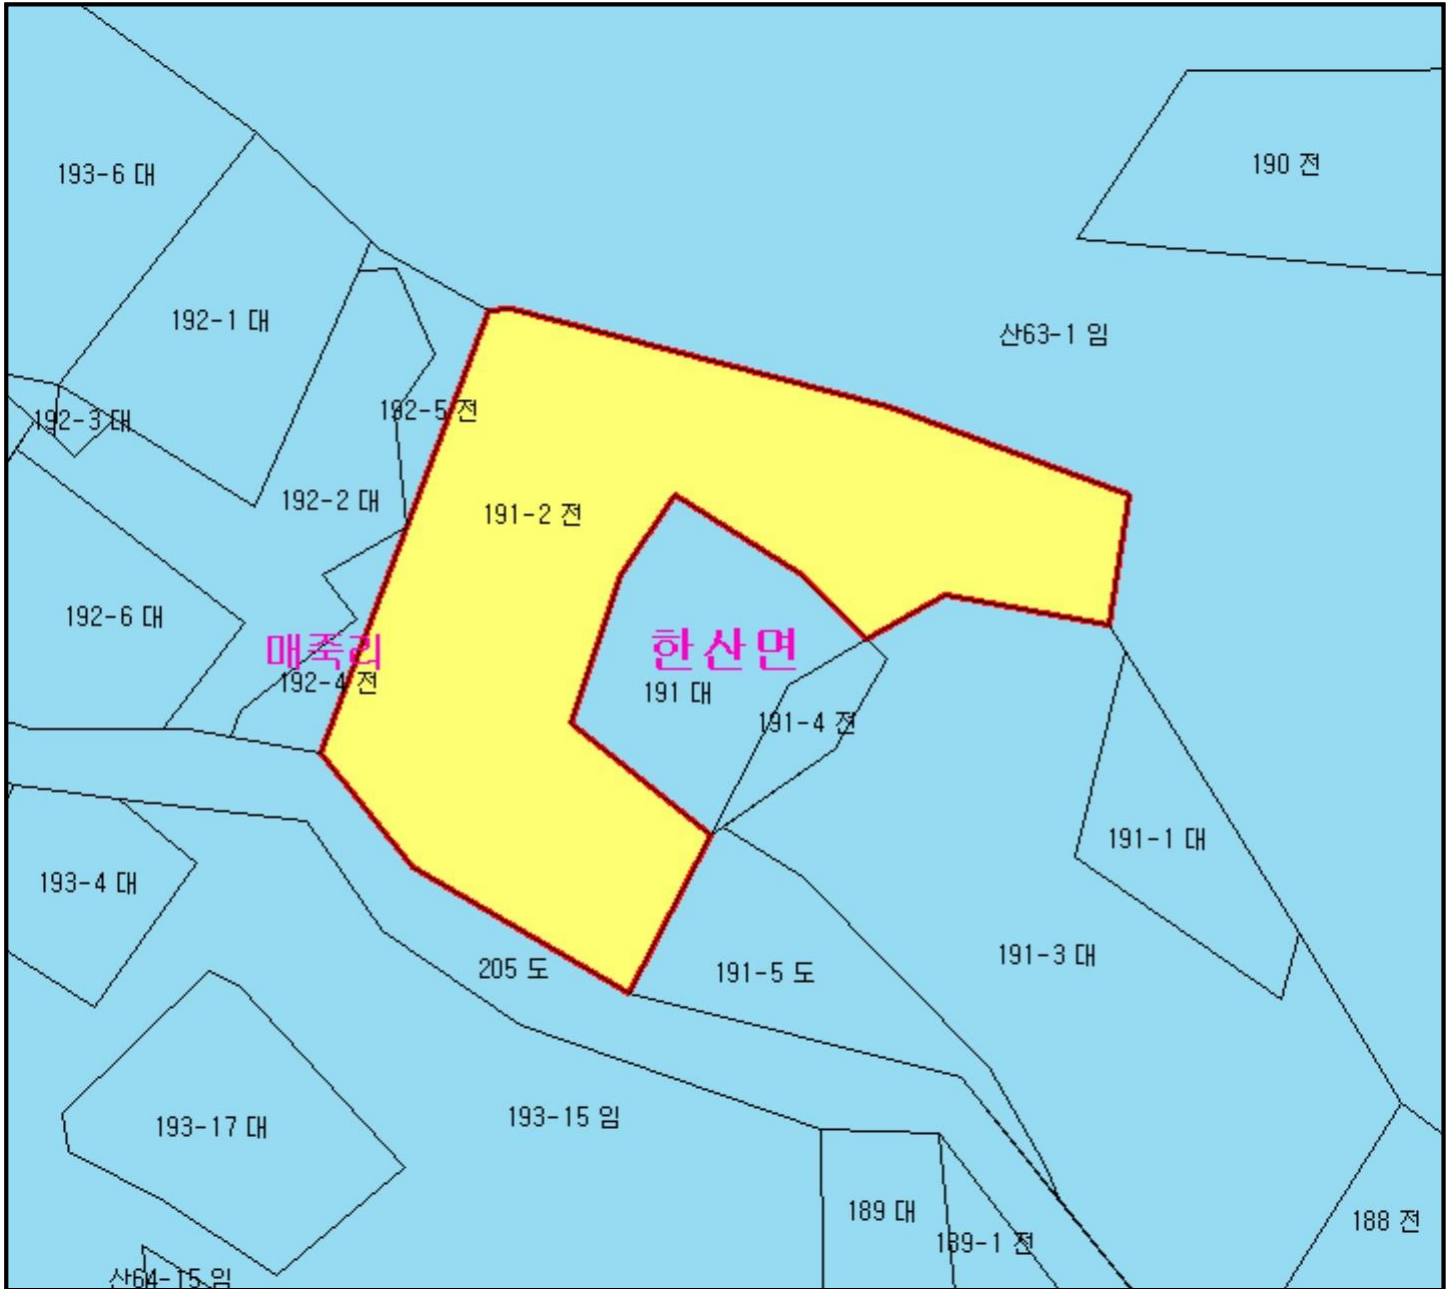 193-6 대
190 전
192-1 대
산63-1 임
192-3 대
192-5 전
192-2 대
191-2 전
192-6 대
매죽리
한산면
192-4 전
191 대
191-4 전
191-1 대
193-4 대
205 도
191-5 도
191-3 대
193-17 대
193-15 임
189 대
188 전
189-1 전
산64-15 임